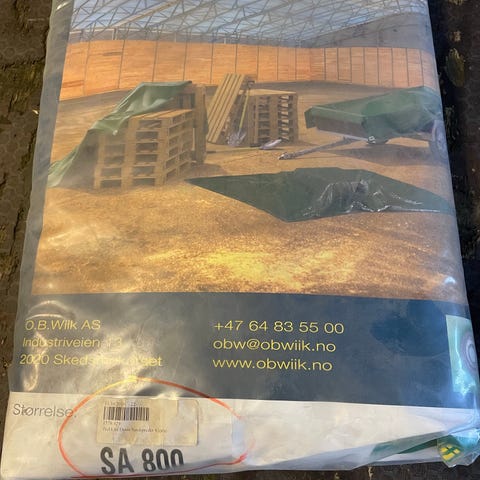 O.B.Wiik AS
Industriveien 13
2020 Skedsmokorset
+47 64 83 55 00
obw@obwiik.no
www.obwiik.no
Størrelse:
SA 800